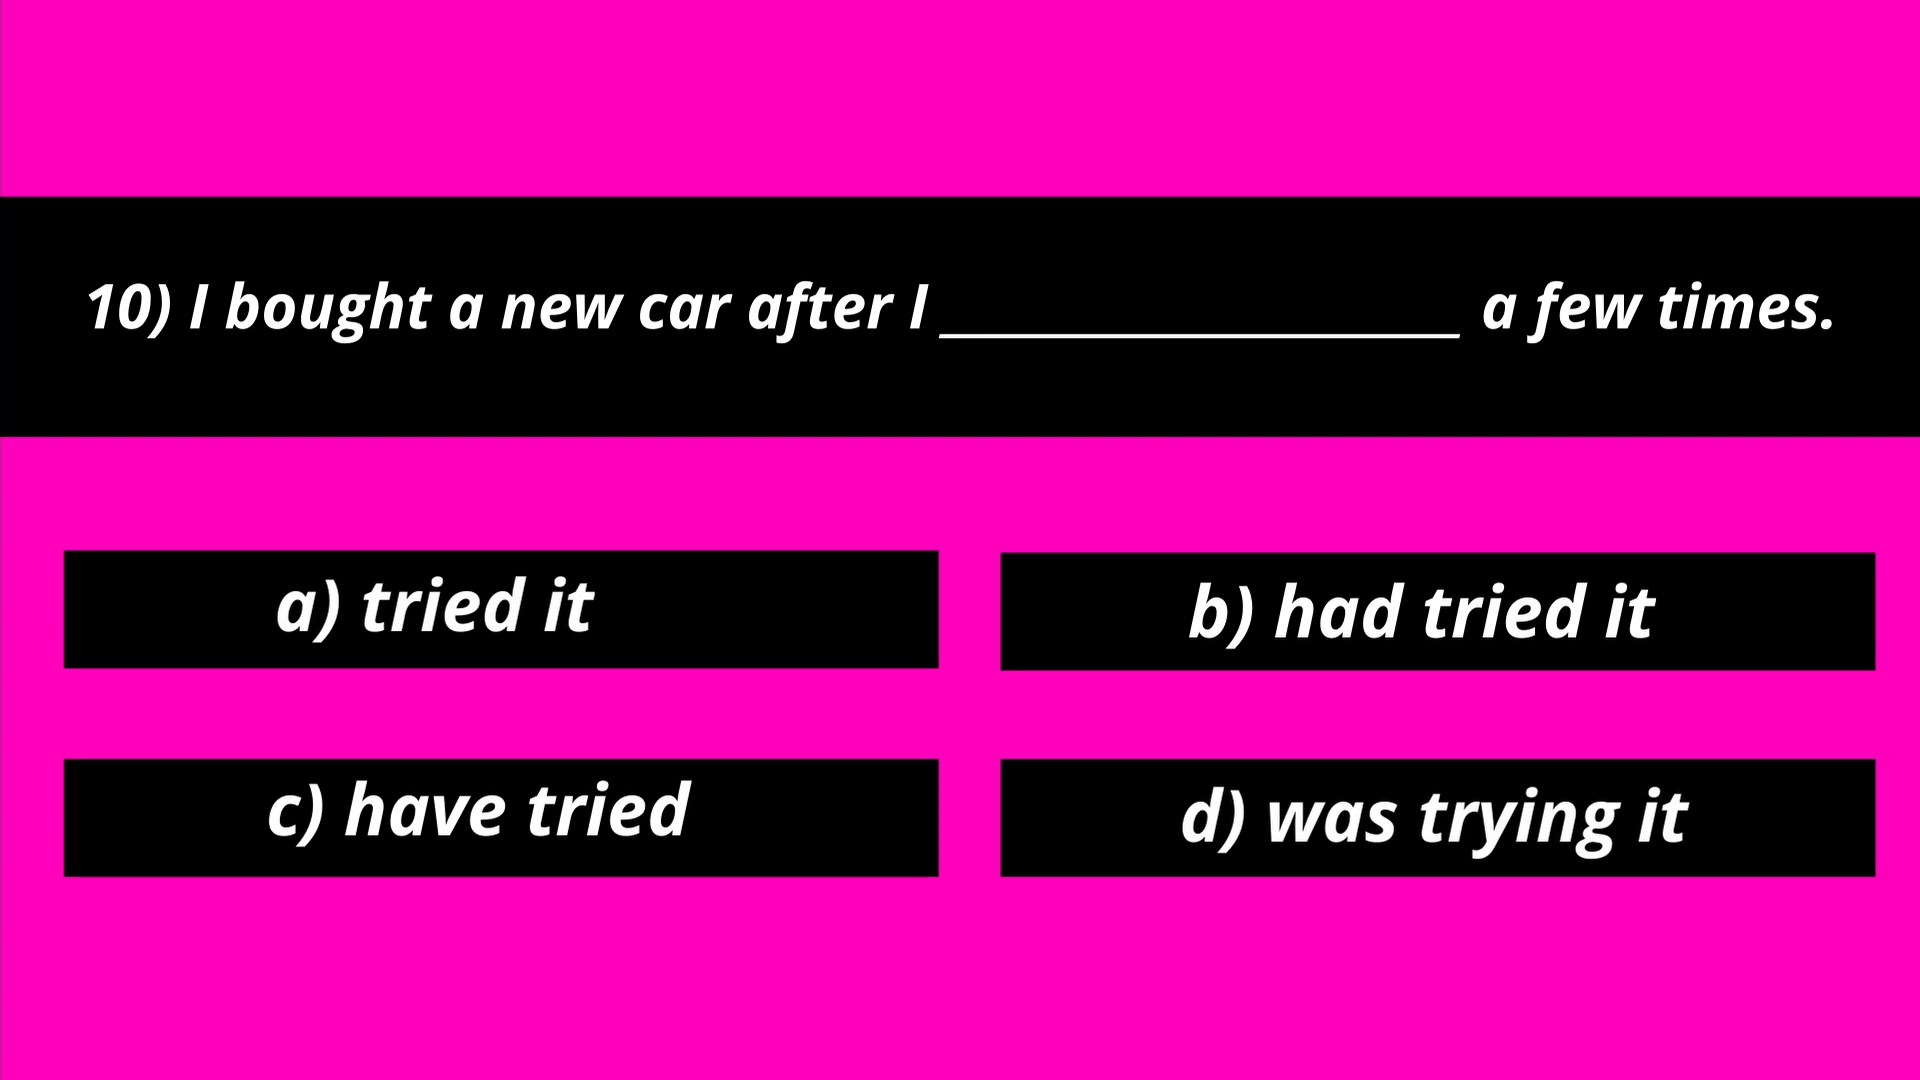 10) I bought a new car after I ____________________ a few times.
a) tried it
b) had tried it
c) have tried
d) was trying it